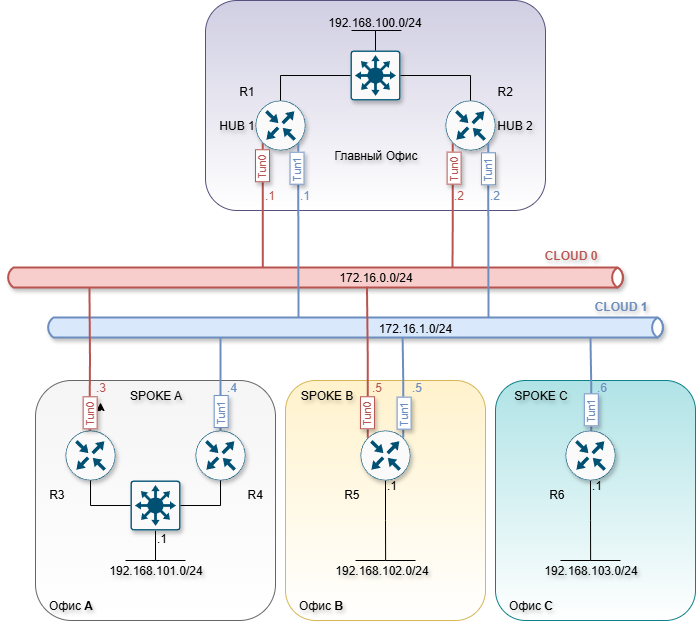 192.168.100.0/24
R1
R2
HUB 1
HUB 2
Главный Офис
Tun0
Tun1
Tun0
Tun1
.1
.1
.2
.2
CLOUD 0
172.16.0.0/24
CLOUD 1
172.16.1.0/24
.3
.4
.5
.5
.6
SPOKE A
SPOKE B
SPOKE C
Tun0
Tun1
Tun0
Tun1
Tun1
R3
R4
R5
R6
.1
.1
.1
192.168.101.0/24
192.168.102.0/24
192.168.103.0/24
Офис A
Офис B
Офис C